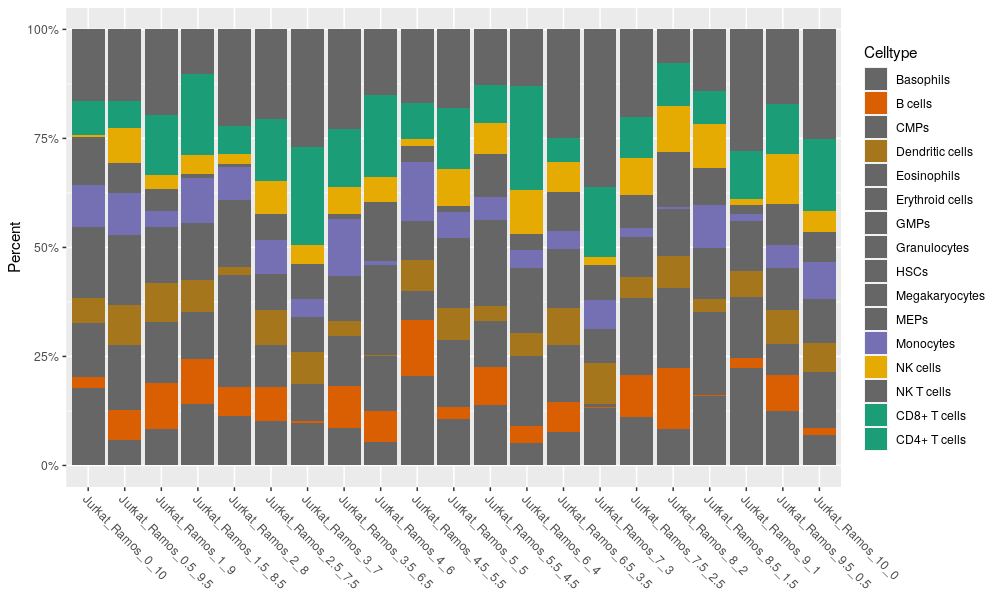 Percent
100%
75%
50%
25%
0%
Jurkat_Ramos_0_10
Jurkat_Ramos_0.5_9.5
Jurkat_Ramos_1_9
Jurkat_Ramos_1.5_8.5
Jurkat_Ramos_2_8
Jurkat_Ramos_2.5_7.5
Jurkat_Ramos_3_7
Jurkat_Ramos_3.5_6.5
Jurkat_Ramos_4_6
Jurkat_Ramos_4.5_5.5
Jurkat_Ramos_5_5
Jurkat_Ramos_5.5_4.5
Jurkat_Ramos_6_4
Jurkat_Ramos_6.5_3.5
Jurkat_Ramos_7_3
Jurkat_Ramos_7.5_2.5
Jurkat_Ramos_8_2
Jurkat_Ramos_8.5_1.5
Jurkat_Ramos_9_1
Jurkat_Ramos_9.5_0.5
Jurkat_Ramos_10_0
Celltype
Basophils
B cells
CMPs
Dendritic cells
Eosinophils
Erythroid cells
GMPs
Granulocytes
HSCs
Megakaryocytes
MEPs
Monocytes
NK cells
NK T cells
CD8+ T cells
CD4+ T cells